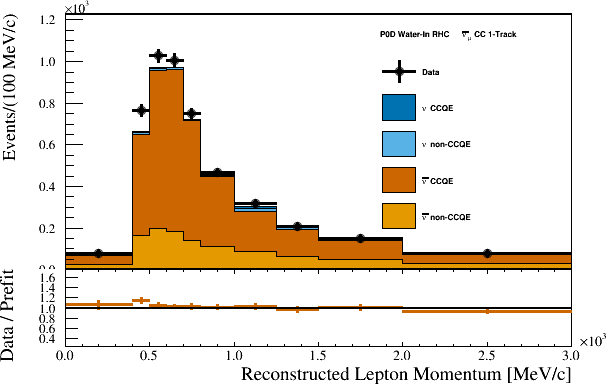 ×10³
1.2
P0D Water-In RHC ν̅μ CC 1-Track
Data
1.0
ν CCQE
0.8
ν non-CCQE
0.6
ν̅ CCQE
0.4
ν̅ non-CCQE
0.2
0.0
Events/(100 MeV/c)
1.6
1.4
1.2
1.0
0.8
0.6
0.4
Data / Prefit
0.0 0.5 1.0 1.5 2.0 2.5 3.0
×10³
Reconstructed Lepton Momentum [MeV/c]